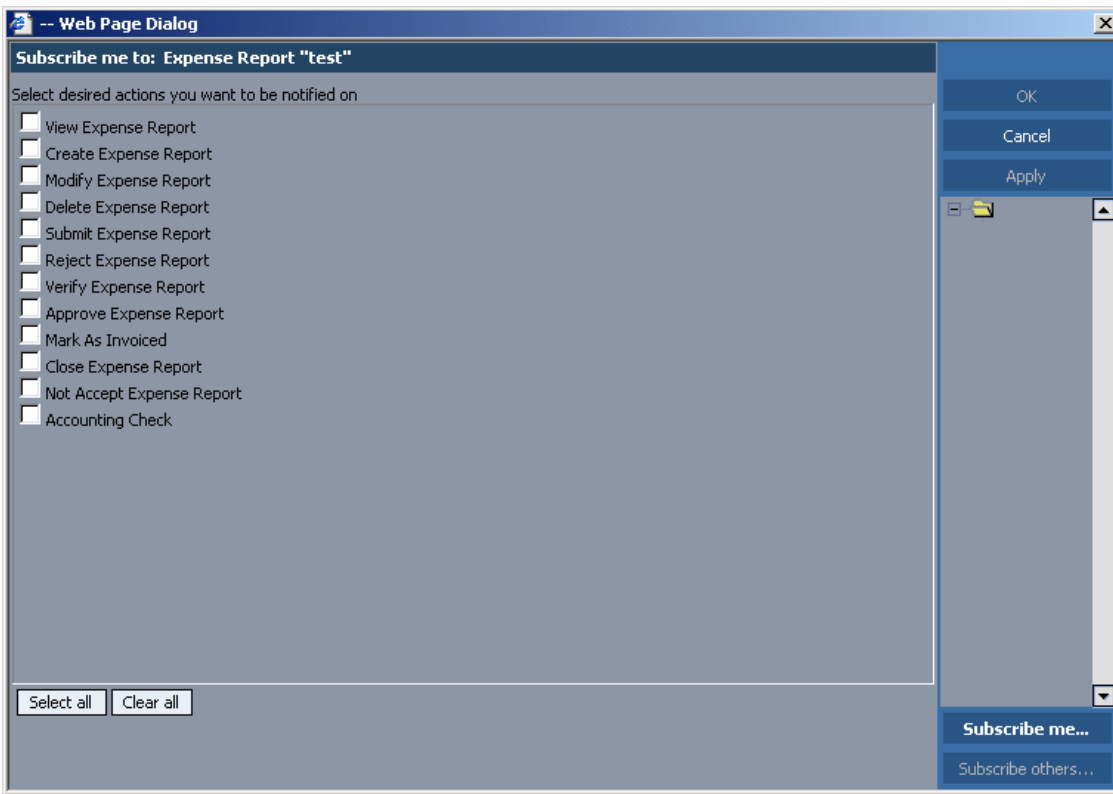 -- Web Page Dialog
Subscribe me to: Expense Report "test"
Select desired actions you want to be notified on
View Expense Report
Create Expense Report
Modify Expense Report
Delete Expense Report
Submit Expense Report
Reject Expense Report
Verify Expense Report
Approve Expense Report
Mark As Invoiced
Close Expense Report
Not Accept Expense Report
Accounting Check
Select all Clear all
OK
Cancel
Apply
Subscribe me...
Subscribe others...